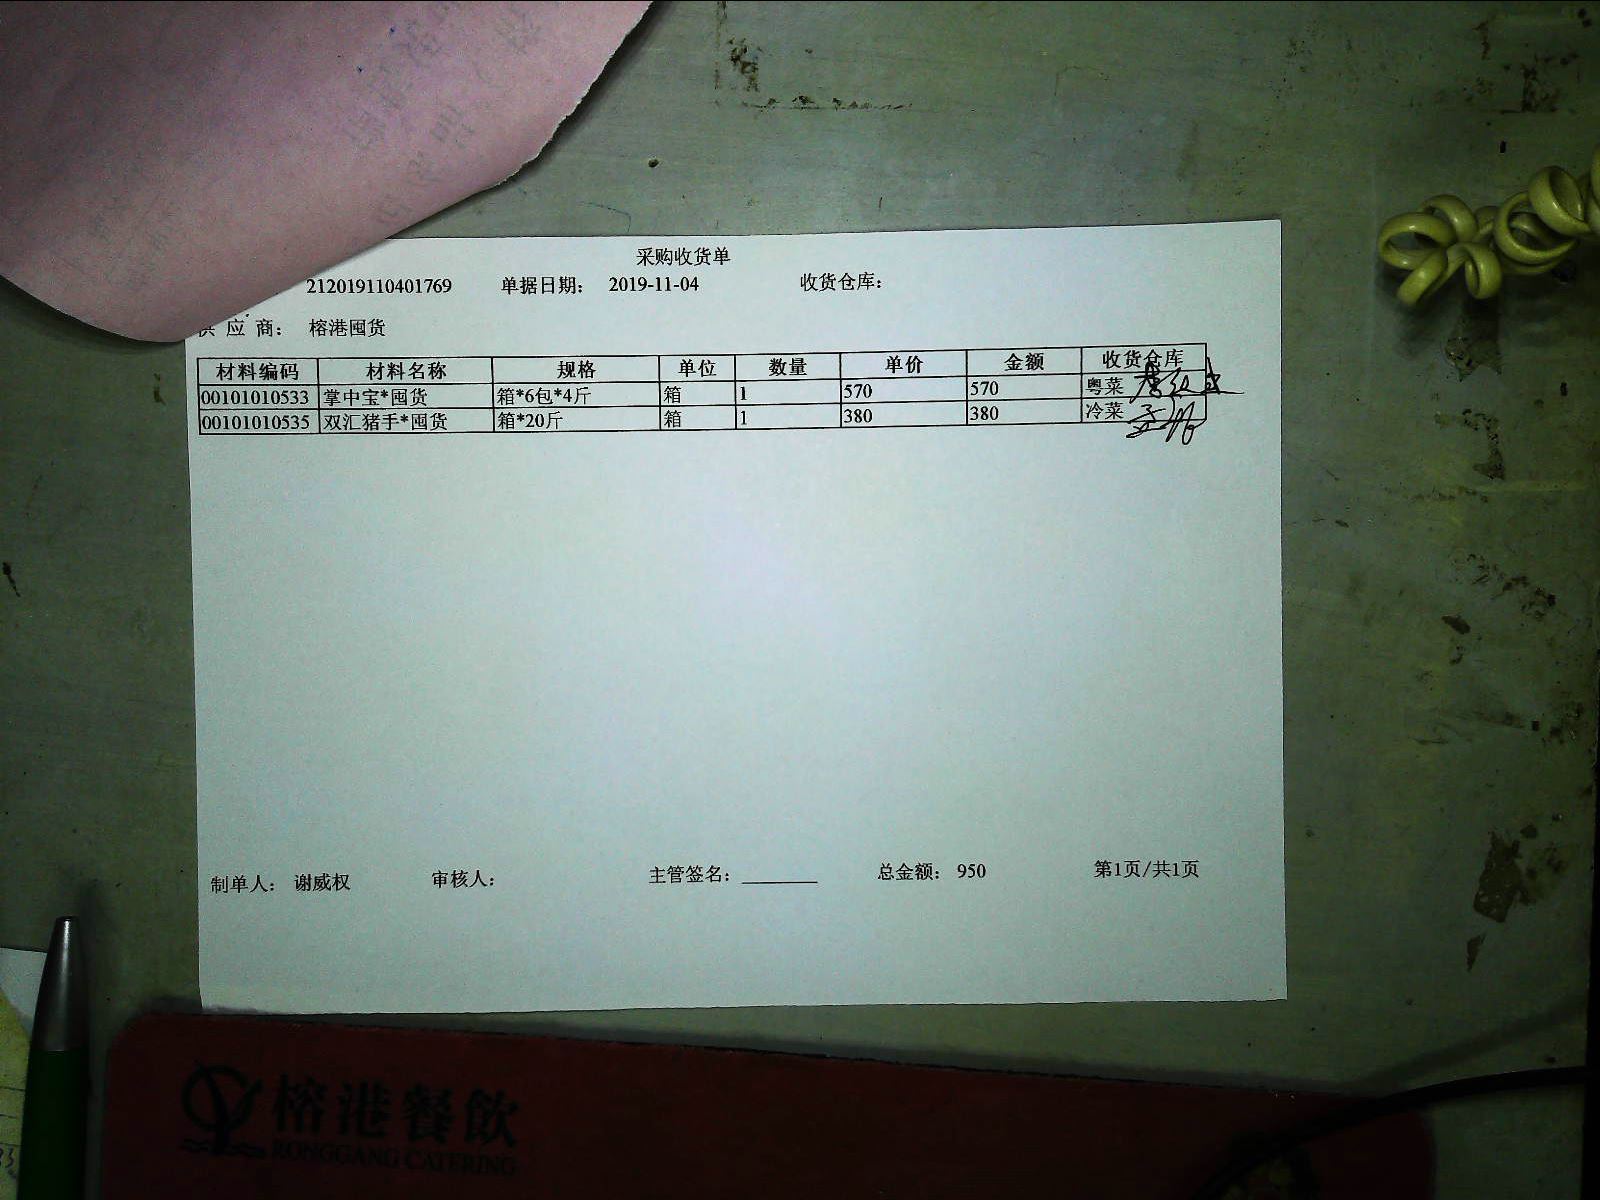 采购收货单
212019110401769 单据日期: 2019-11-04 收货仓库:
供 应 商: 榕港囤货
材料编码 材料名称 规格 单位 数量 单价 金额 收货仓库
00101010533 掌中宝*囤货 箱*6包*4斤 箱 1 570 570 粤菜
00101010535 双汇猪手*囤货 箱*20斤 箱 1 380 380 冷菜
制单人: 谢威权 审核人: 主管签名: 总金额: 950 第1页/共1页
榕港餐飲
RONGGANG CATERING